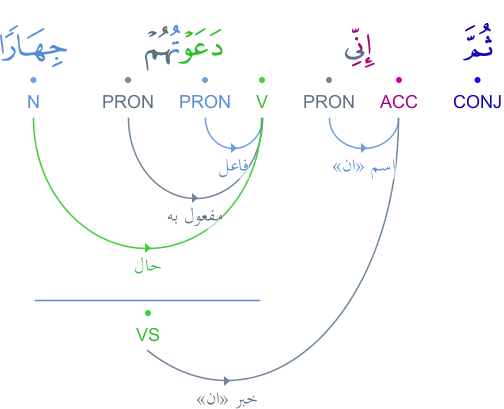 ثُمَّ إِنِّي دَعَوْتُهُمْ جِهَارًا
CONJ ACC PRON V PRON PRON N
اسم «ان»
فاعل
مفعول به
حال
VS
خبر «ان»